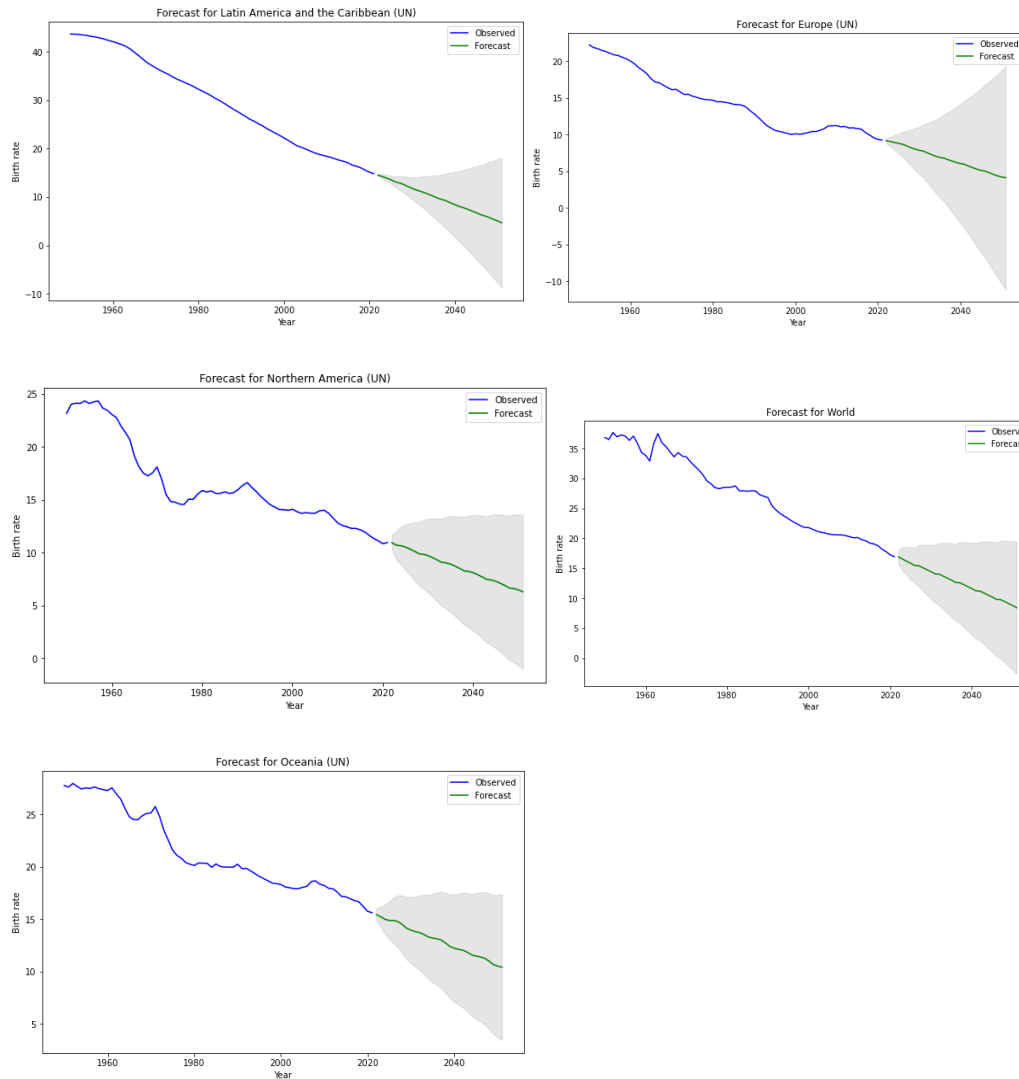 Forecast for Latin America and the Caribbean (UN)
Observed
Forecast
40
30
20
10
0
−10
Birth rate
1960
1980
2000
2020
2040
Year
Forecast for Europe (UN)
Observed
Forecast
20
15
10
5
0
−5
−10
Birth rate
1960
1980
2000
2020
2040
Year
Forecast for Northern America (UN)
Observed
Forecast
25
20
15
10
5
0
Birth rate
1960
1980
2000
2020
2040
Year
Forecast for World
Observe
Forecast
35
30
25
20
15
10
5
0
Birth rate
1960
1980
2000
2020
2040
Year
Forecast for Oceania (UN)
Observed
Forecast
25
20
15
10
5
Birth rate
1960
1980
2000
2020
2040
Year